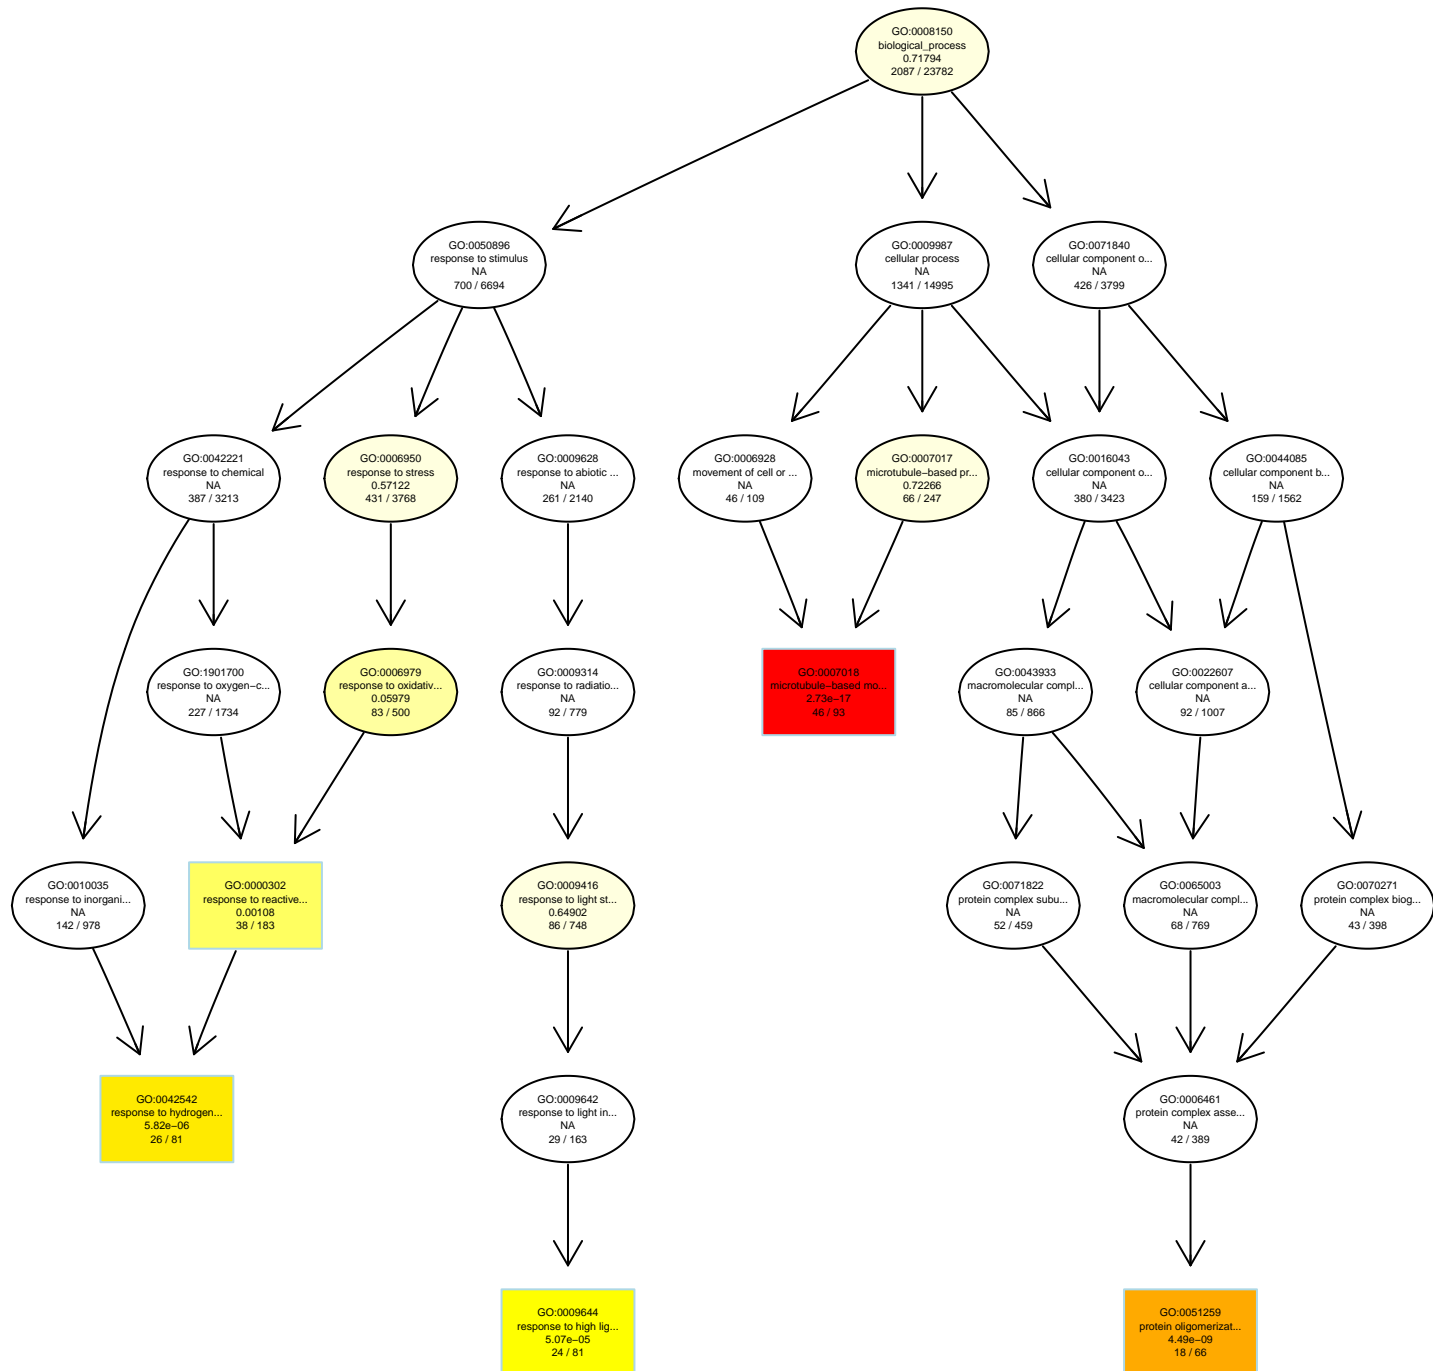 GO:0008150
biological_process
0.71794
2087 / 23782
GO:0050896
response to stimulus
NA
700 / 6694
GO:0009987
cellular process
NA
1341 / 14995
GO:0071840
cellular component o...
NA
426 / 3799
GO:0042221
response to chemical
NA
387 / 3213
GO:0006950
response to stress
0.57122
431 / 3768
GO:0009628
response to abiotic ...
NA
261 / 2140
GO:0006928
movement of cell or ...
NA
46 / 109
GO:0007017
microtubule−based pr...
0.72266
66 / 247
GO:0016043
cellular component o...
NA
380 / 3423
GO:0044085
cellular component b...
NA
159 / 1562
GO:1901700
response to oxygen−c...
NA
227 / 1734
GO:0006979
response to oxidativ...
0.05979
83 / 500
GO:0009314
response to radiatio...
NA
92 / 779
GO:0007018
microtubule−based mo...
2.73e−17
46 / 93
GO:0043933
macromolecular compl...
NA
85 / 866
GO:0022607
cellular component a...
NA
92 / 1007
GO:0010035
response to inorgani...
NA
142 / 978
GO:0000302
response to reactive...
0.00108
38 / 183
GO:0009416
response to light st...
0.64902
86 / 748
GO:0071822
protein complex subu...
NA
52 / 459
GO:0065003
macromolecular compl...
NA
68 / 769
GO:0070271
protein complex biog...
NA
43 / 398
GO:0042542
response to hydrogen...
5.82e−06
26 / 81
GO:0009642
response to light in...
NA
29 / 163
GO:0006461
protein complex asse...
NA
42 / 389
GO:0009644
response to high lig...
5.07e−05
24 / 81
GO:0051259
protein oligomerizat...
4.49e−09
18 / 66